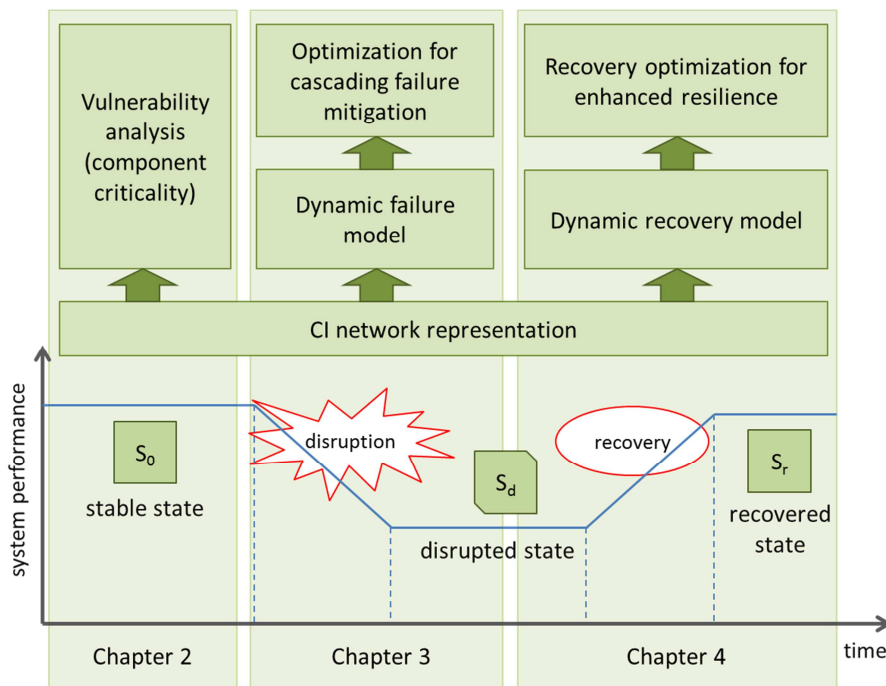 Vulnerability
analysis
(component
criticality)
Optimization for
cascading failure
mitigation
Dynamic failure
model
Recovery optimization for
enhanced resilience
Dynamic recovery model
CI network representation
system performance
S0
stable state
disruption
Sd
disrupted state
recovery
Sr
recovered
state
time
Chapter 2
Chapter 3
Chapter 4